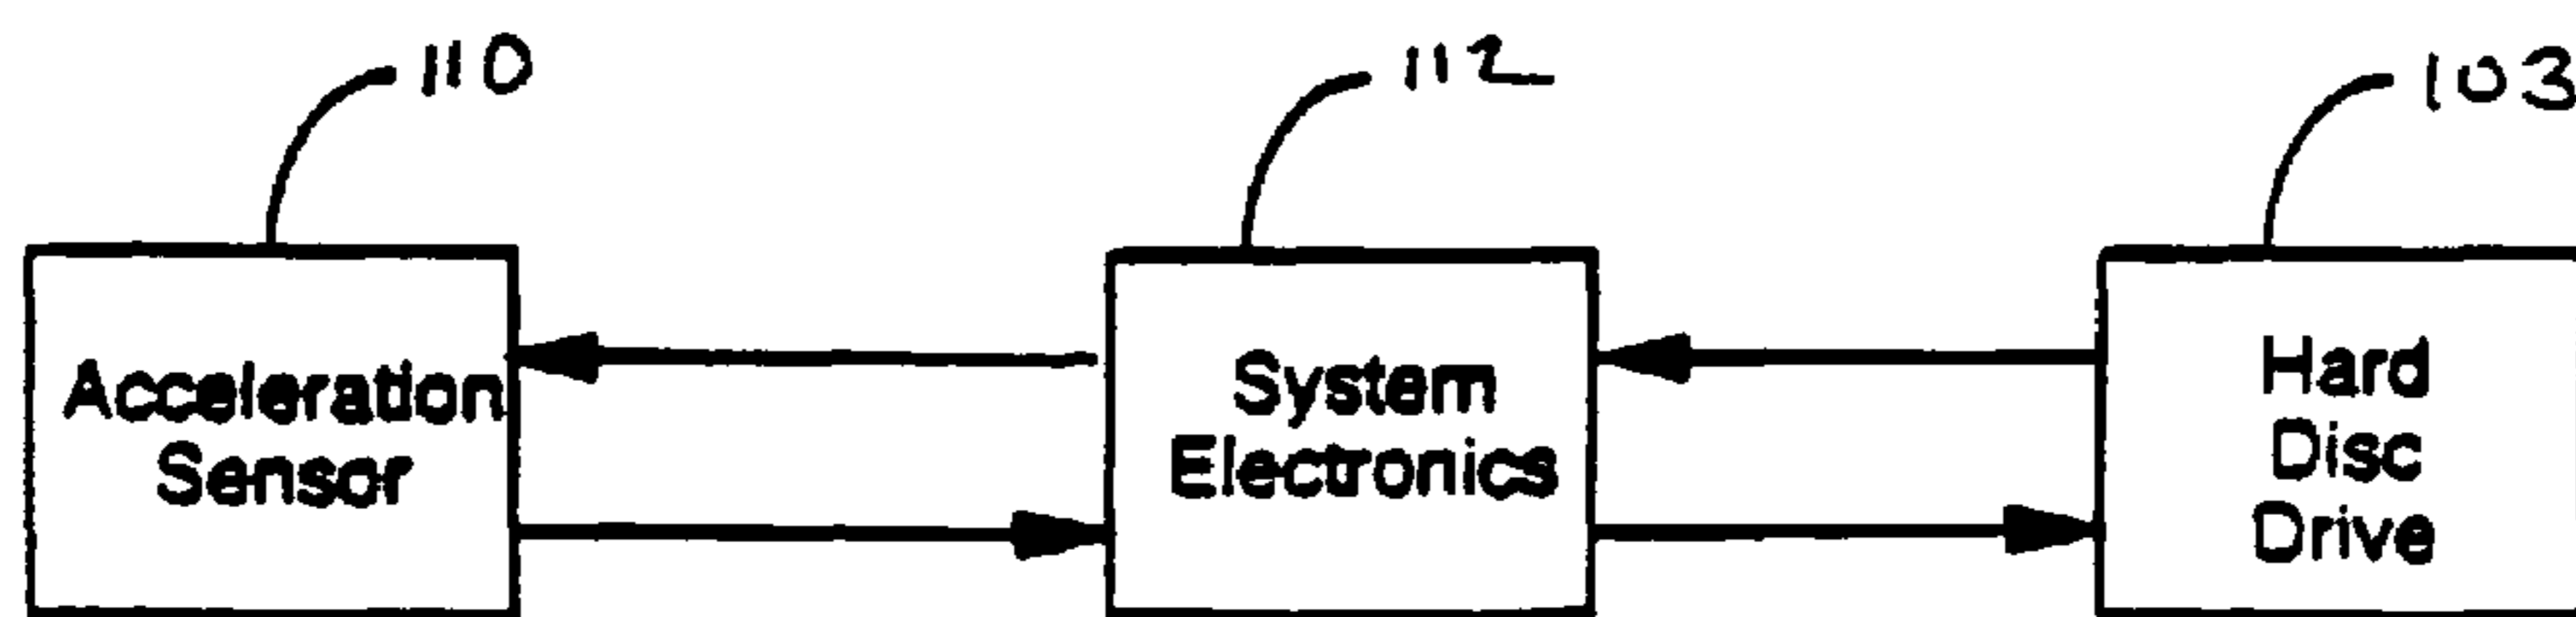 110
112
103
Acceleration
Sensor
System
Electronics
Hard
Disc
Drive